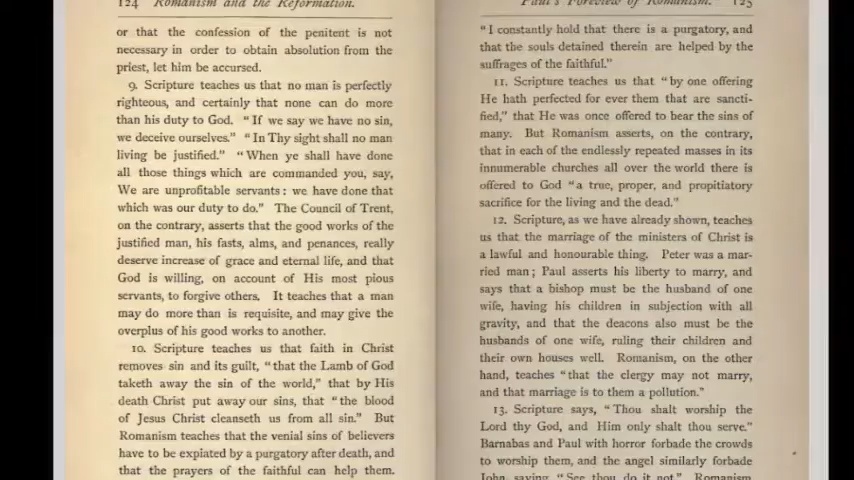 124 Romanism and the Reformation.
or that the confession of the penitent is not
necessary in order to obtain absolution from the
priest, let him be accursed.
9. Scripture teaches us that no man is perfectly
righteous, and certainly that none can do more
than his duty to God. "If we say we have no sin,
we deceive ourselves." "In Thy sight shall no man
living be justified." "When ye shall have done
all those things which are commanded you, say,
We are unprofitable servants: we have done that
which was our duty to do." The Council of Trent,
on the contrary, asserts that the good works of the
justified man, his fasts, alms, and penances, really
deserve increase of grace and eternal life, and that
God is willing, on account of His most pious
servants, to forgive others. It teaches that a man
may do more than is requisite, and may give the
overplus of his good works to another.
10. Scripture teaches us that faith in Christ
removes sin and its guilt, "that the Lamb of God
taketh away the sin of the world," that by His
death Christ put away our sins, that "the blood
of Jesus Christ cleanseth us from all sin." But
Romanism teaches that the venial sins of believers
have to be expiated by a purgatory after death, and
that the prayers of the faithful can help them.
Paul's Foreview of Romanism. 125
"I constantly hold that there is a purgatory, and
that the souls detained therein are helped by the
suffrages of the faithful."
11. Scripture teaches us that "by one offering
He hath perfected for ever them that are sancti-
fied," that He was once offered to bear the sins of
many. But Romanism asserts, on the contrary,
that in each of the endlessly repeated masses in its
innumerable churches all over the world there is
offered to God "a true, proper, and propitiatory
sacrifice for the living and the dead."
12. Scripture, as we have already shown, teaches
us that the marriage of the ministers of Christ is
a lawful and honourable thing. Peter was a mar-
ried man; Paul asserts his liberty to marry, and
says that a bishop must be the husband of one
wife, having his children in subjection with all
gravity, and that the deacons also must be the
husbands of one wife, ruling their children and
their own houses well. Romanism, on the other
hand, teaches "that the clergy may not marry,
and that marriage is to them a pollution."
13. Scripture says, "Thou shalt worship the
Lord thy God, and Him only shalt thou serve."
Barnabas and Paul with horror forbade the crowds
to worship them, and the angel similarly forbade
John, saying, "See thou do it not." Romanism